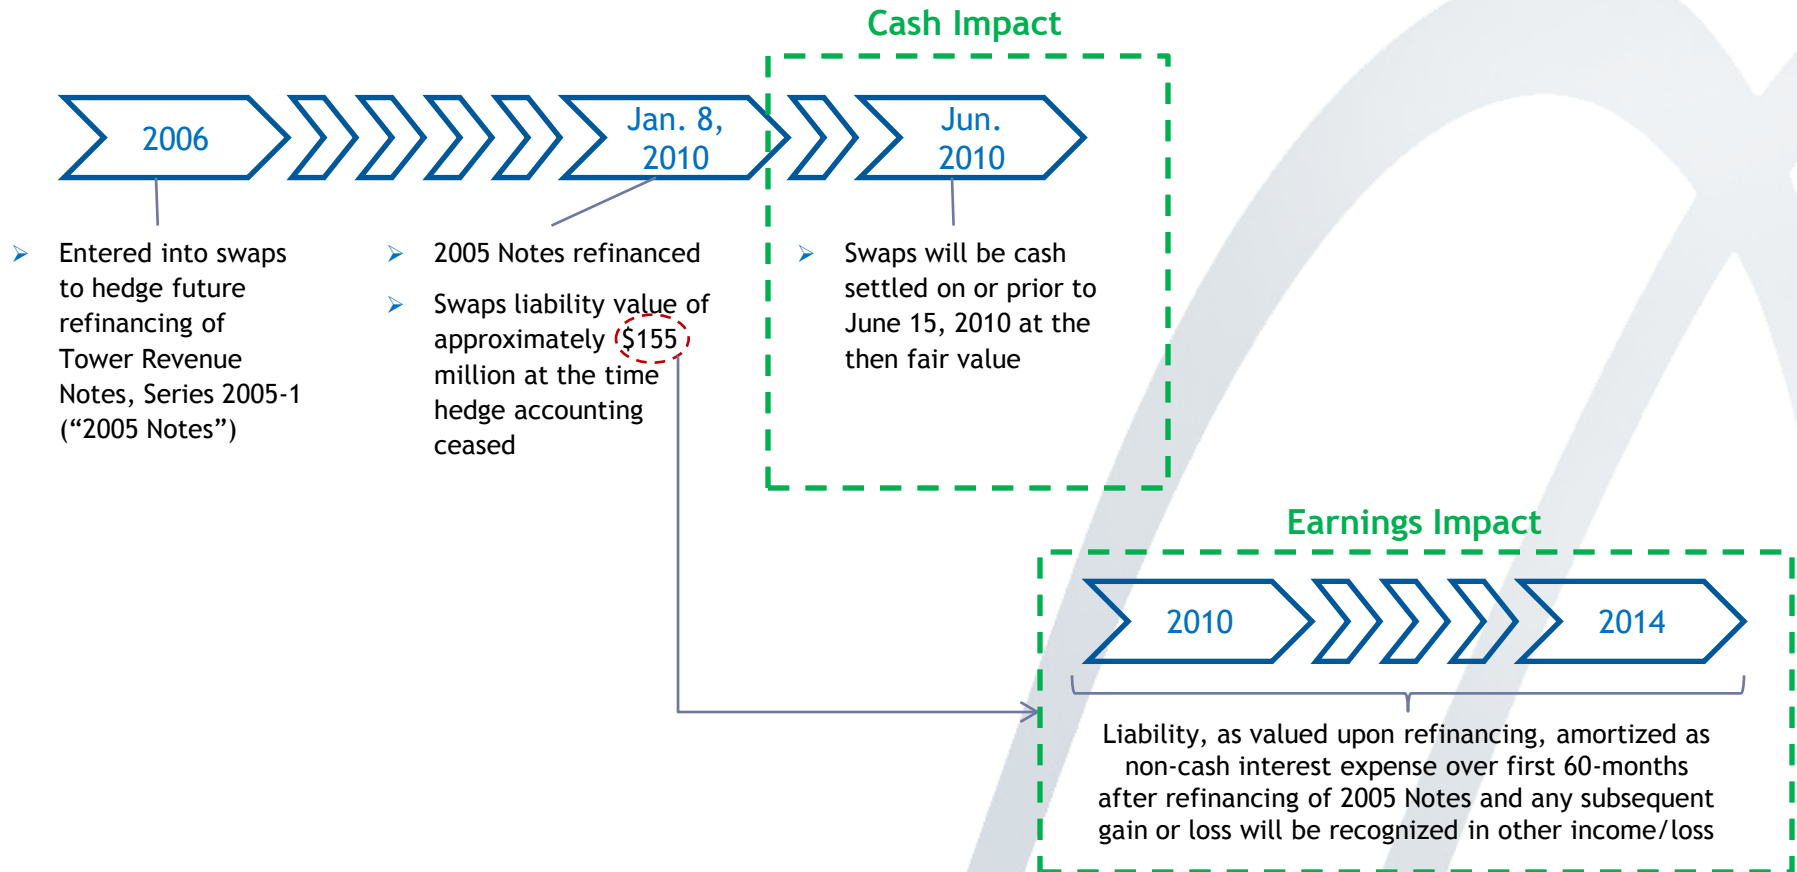 Cash Impact
2006
Jan. 8,
2010
Jun.
2010
➢ Entered into swaps
to hedge future
refinancing of
Tower Revenue
Notes, Series 2005-1
(“2005 Notes”)
➢ 2005 Notes refinanced
➢ Swaps liability value of
approximately $155
million at the time
hedge accounting
ceased
➢ Swaps will be cash
settled on or prior to
June 15, 2010 at the
then fair value
Earnings Impact
2010
2014
Liability, as valued upon refinancing, amortized as
non-cash interest expense over first 60-months
after refinancing of 2005 Notes and any subsequent
gain or loss will be recognized in other income/loss